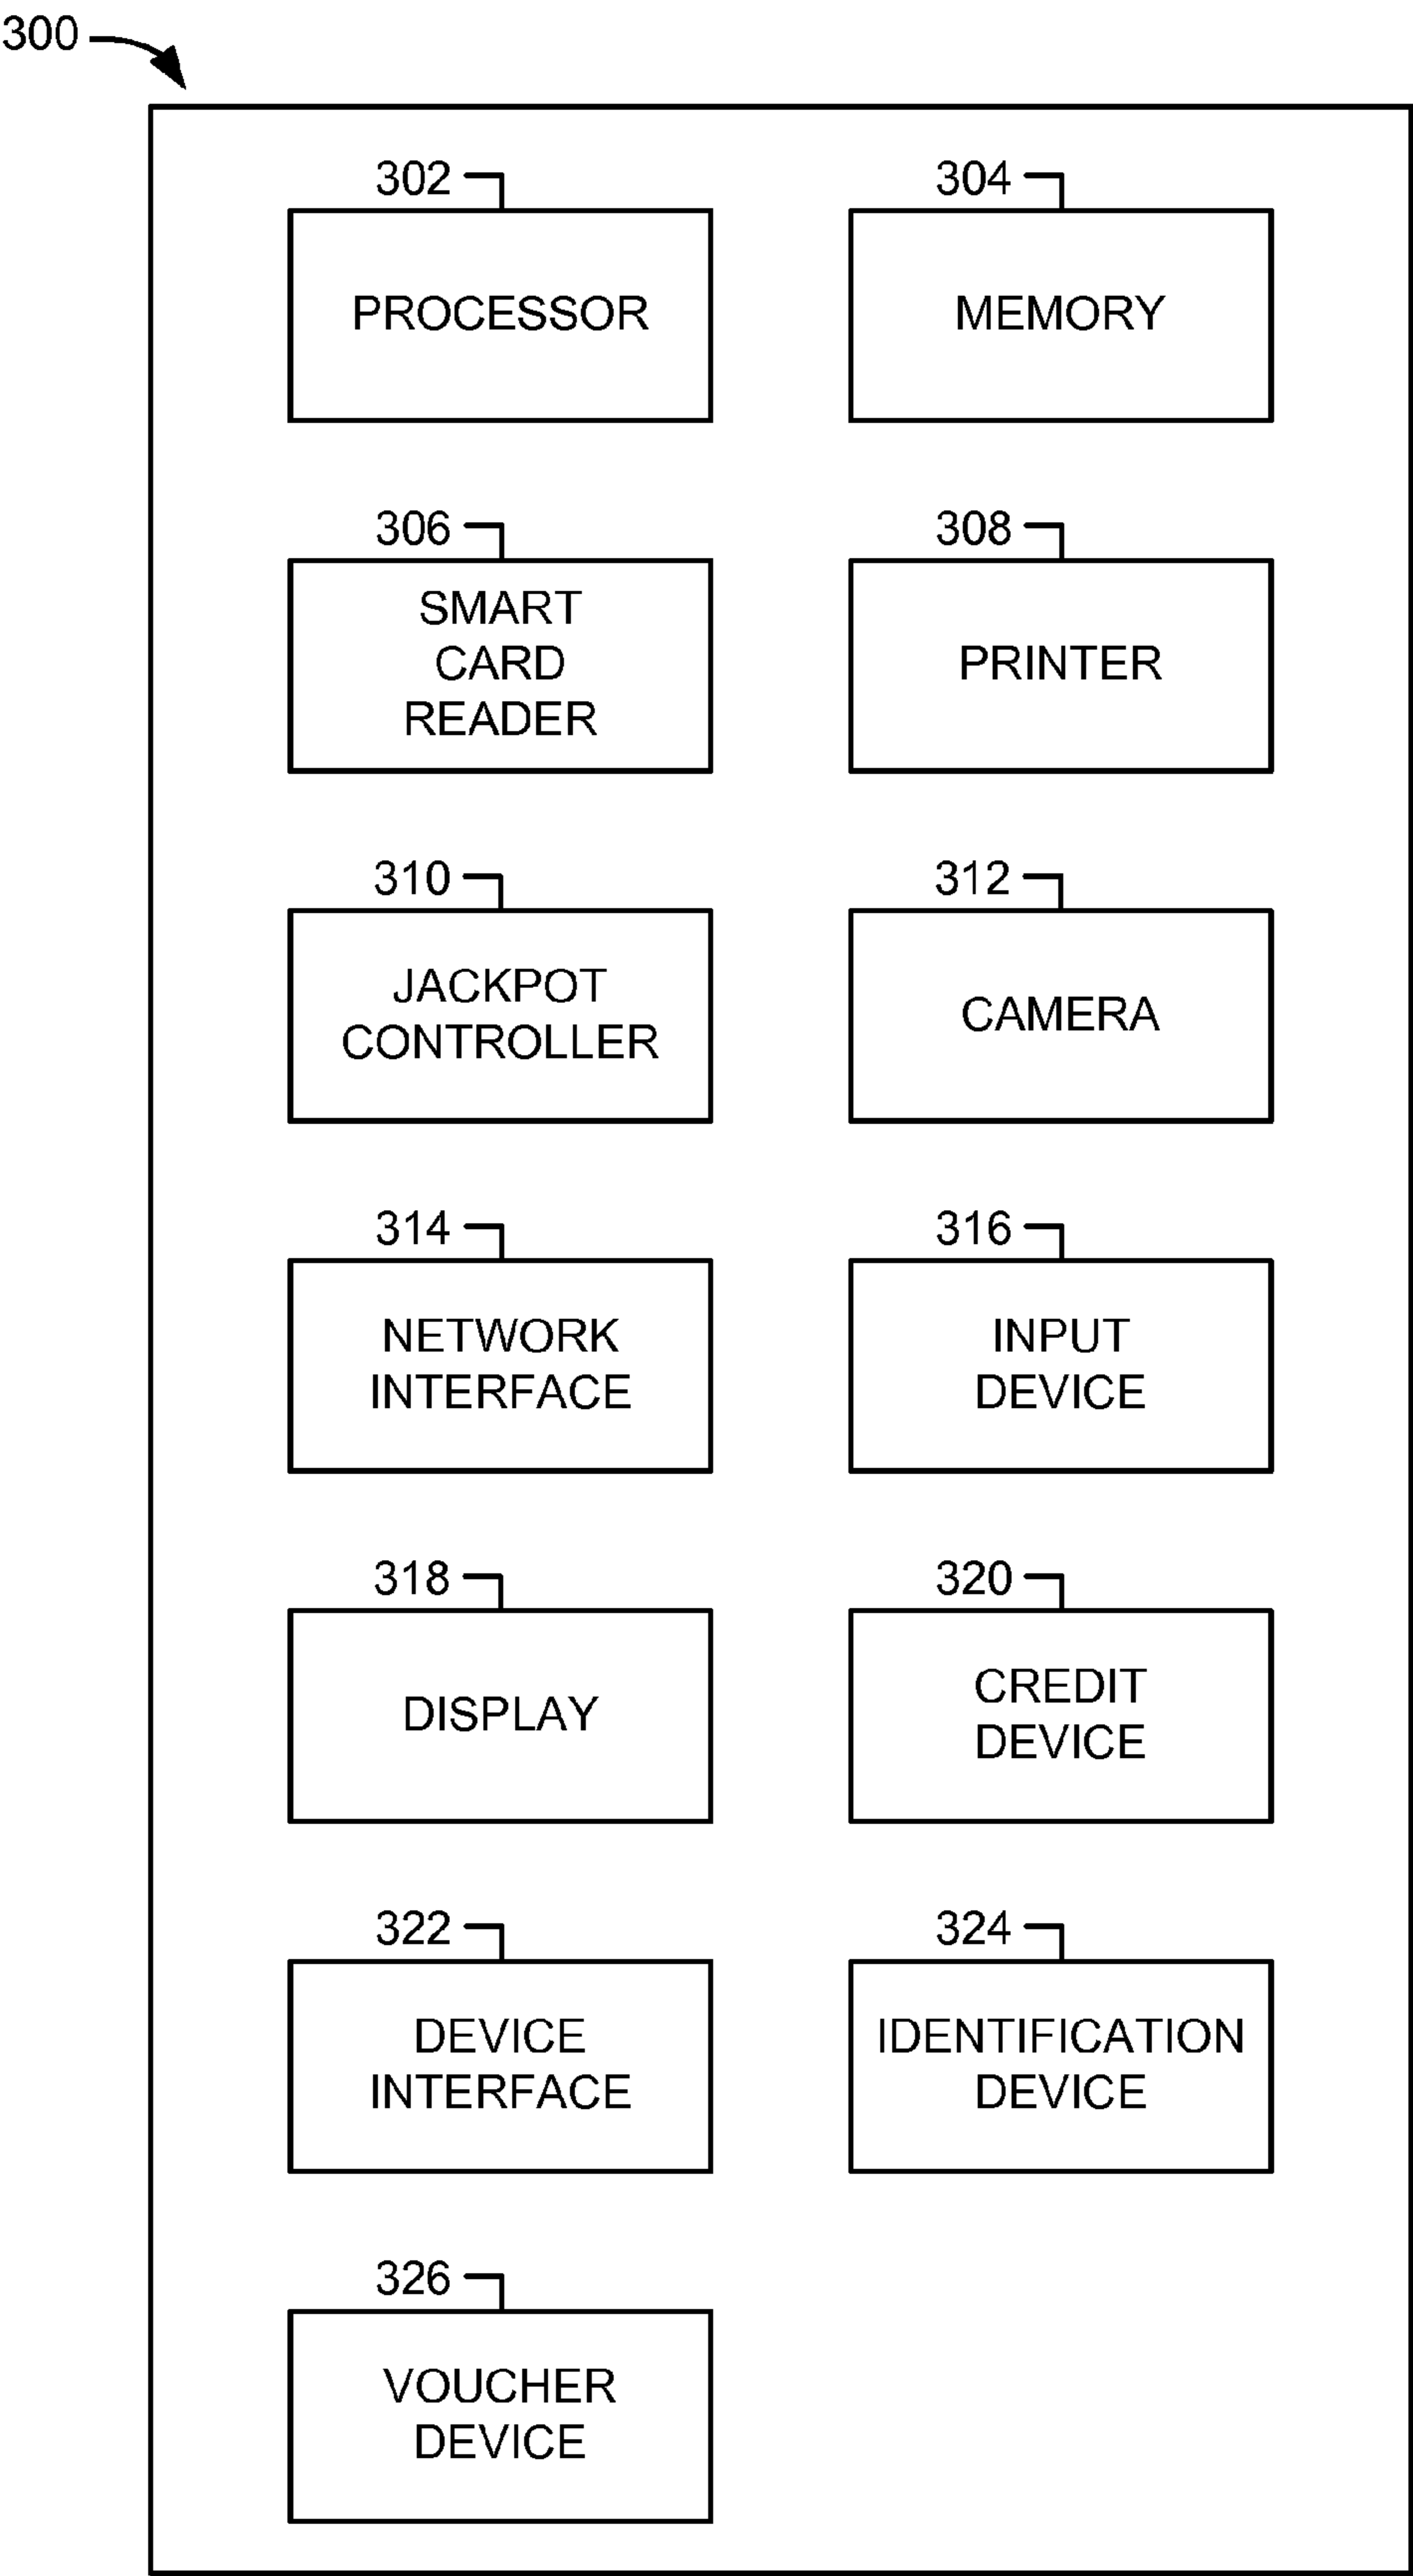 300
302
PROCESSOR
304
MEMORY
306
SMART
CARD
READER
308
PRINTER
310
JACKPOT
CONTROLLER
312
CAMERA
314
NETWORK
INTERFACE
316
INPUT
DEVICE
318
DISPLAY
320
CREDIT
DEVICE
322
DEVICE
INTERFACE
324
IDENTIFICATION
DEVICE
326
VOUCHER
DEVICE